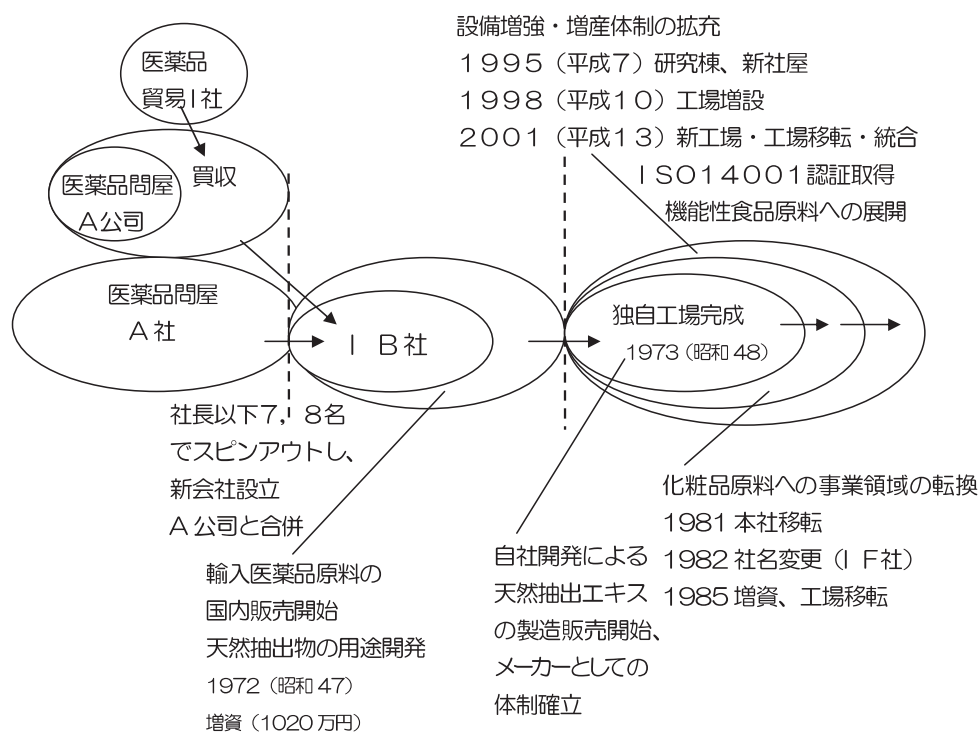 設備増強・増産体制の拡充
1995（平成7）研究棟、新社屋
1998（平成10）工場増設
2001（平成13）新工場・工場移転・統合
ISO14001認証取得
機能性食品原料への展開
医薬品
貿易I社
買収
医薬品問屋
A公司
医薬品問屋
A社
I B社
独自工場完成
1973（昭和48）
社長以下7，8名
でスピンアウトし、
新会社設立
A公司と合併
輸入医薬品原料の
国内販売開始
天然抽出物の用途開発
1972（昭和47）
増資（1020万円）
自社開発による
天然抽出エキス
の製造販売開始、
メーカーとしての
体制確立
化粧品原料への事業領域の転換
1981本社移転
1982社名変更（IF社）
1985増資、工場移転